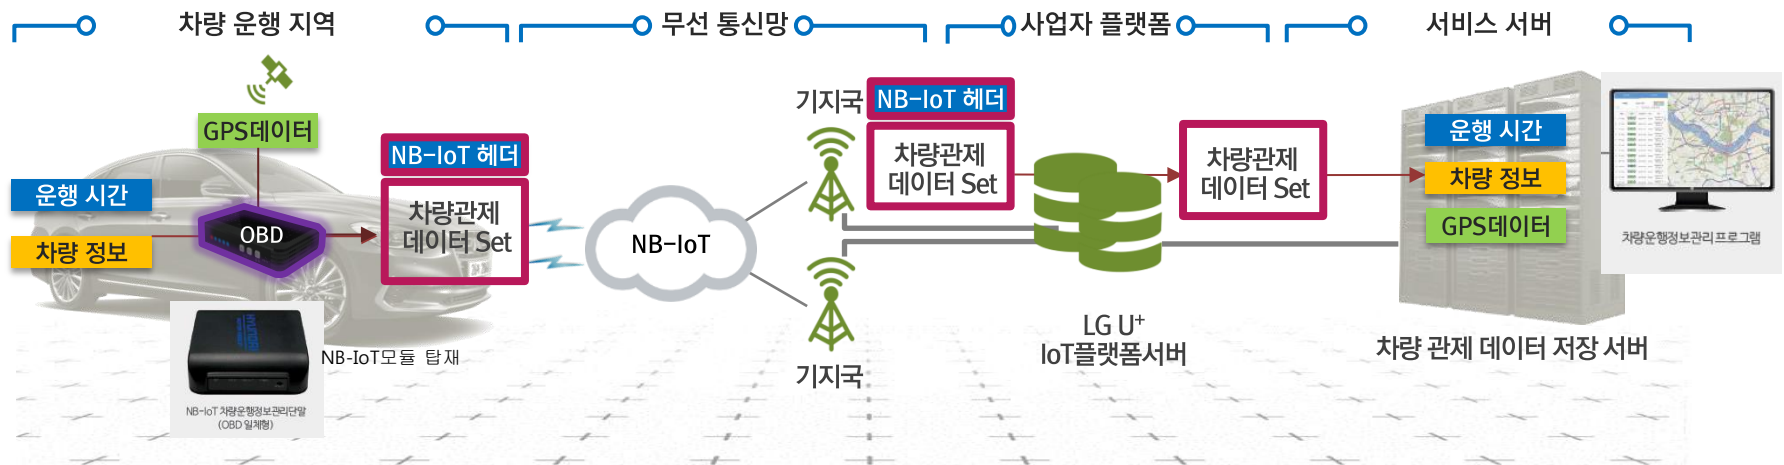 차량 운행 지역
무선 통신망
사업자 플랫폼
서비스 서버
GPS데이터
운행 시간
차량 정보
OBD
NB-IoT 헤더
차량관제
데이터 Set
NB-IoT모듈 탑재
HYUNDAI
NB-IoT 차량운행정보관리단말
(OBD 일체형)
NB-IoT
기지국
기지국
NB-IoT 헤더
차량관제
데이터 Set
LG U+
IoT플랫폼서버
차량관제
데이터 Set
운행 시간
차량 정보
GPS데이터
차량 관제 데이터 저장 서버
차량운행정보관리 프로그램